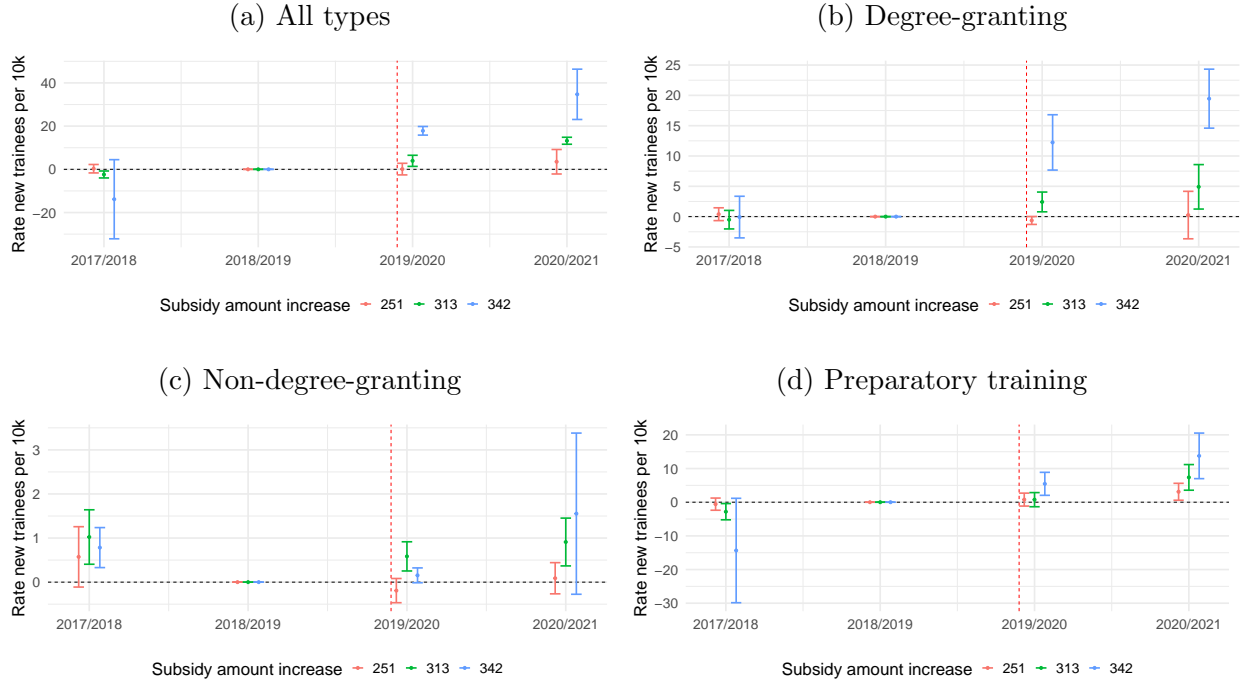 (a) All types
Rate new trainees per 10k
40
20
0
−20
2017/2018 2018/2019 2019/2020 2020/2021
Subsidy amount increase 251 313 342
(b) Degree-granting
Rate new trainees per 10k
25
20
15
10
5
0
−5
2017/2018 2018/2019 2019/2020 2020/2021
Subsidy amount increase 251 313 342
(c) Non-degree-granting
Rate new trainees per 10k
3
2
1
0
2017/2018 2018/2019 2019/2020 2020/2021
Subsidy amount increase 251 313 342
(d) Preparatory training
Rate new trainees per 10k
20
10
0
−10
−20
−30
2017/2018 2018/2019 2019/2020 2020/2021
Subsidy amount increase 251 313 342